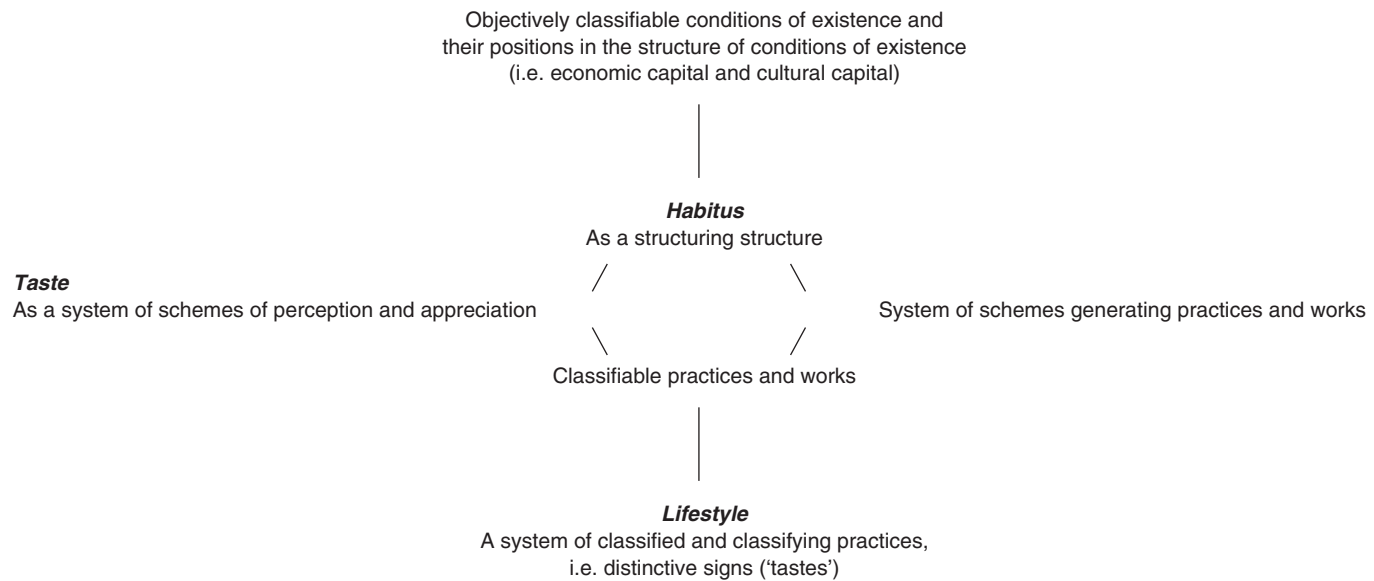 Objectively classifiable conditions of existence and
their positions in the structure of conditions of existence
(i.e. economic capital and cultural capital)
Habitus
As a structuring structure
Taste
As a system of schemes of perception and appreciation
System of schemes generating practices and works
Classifiable practices and works
Lifestyle
A system of classified and classifying practices,
i.e. distinctive signs (‘tastes’)